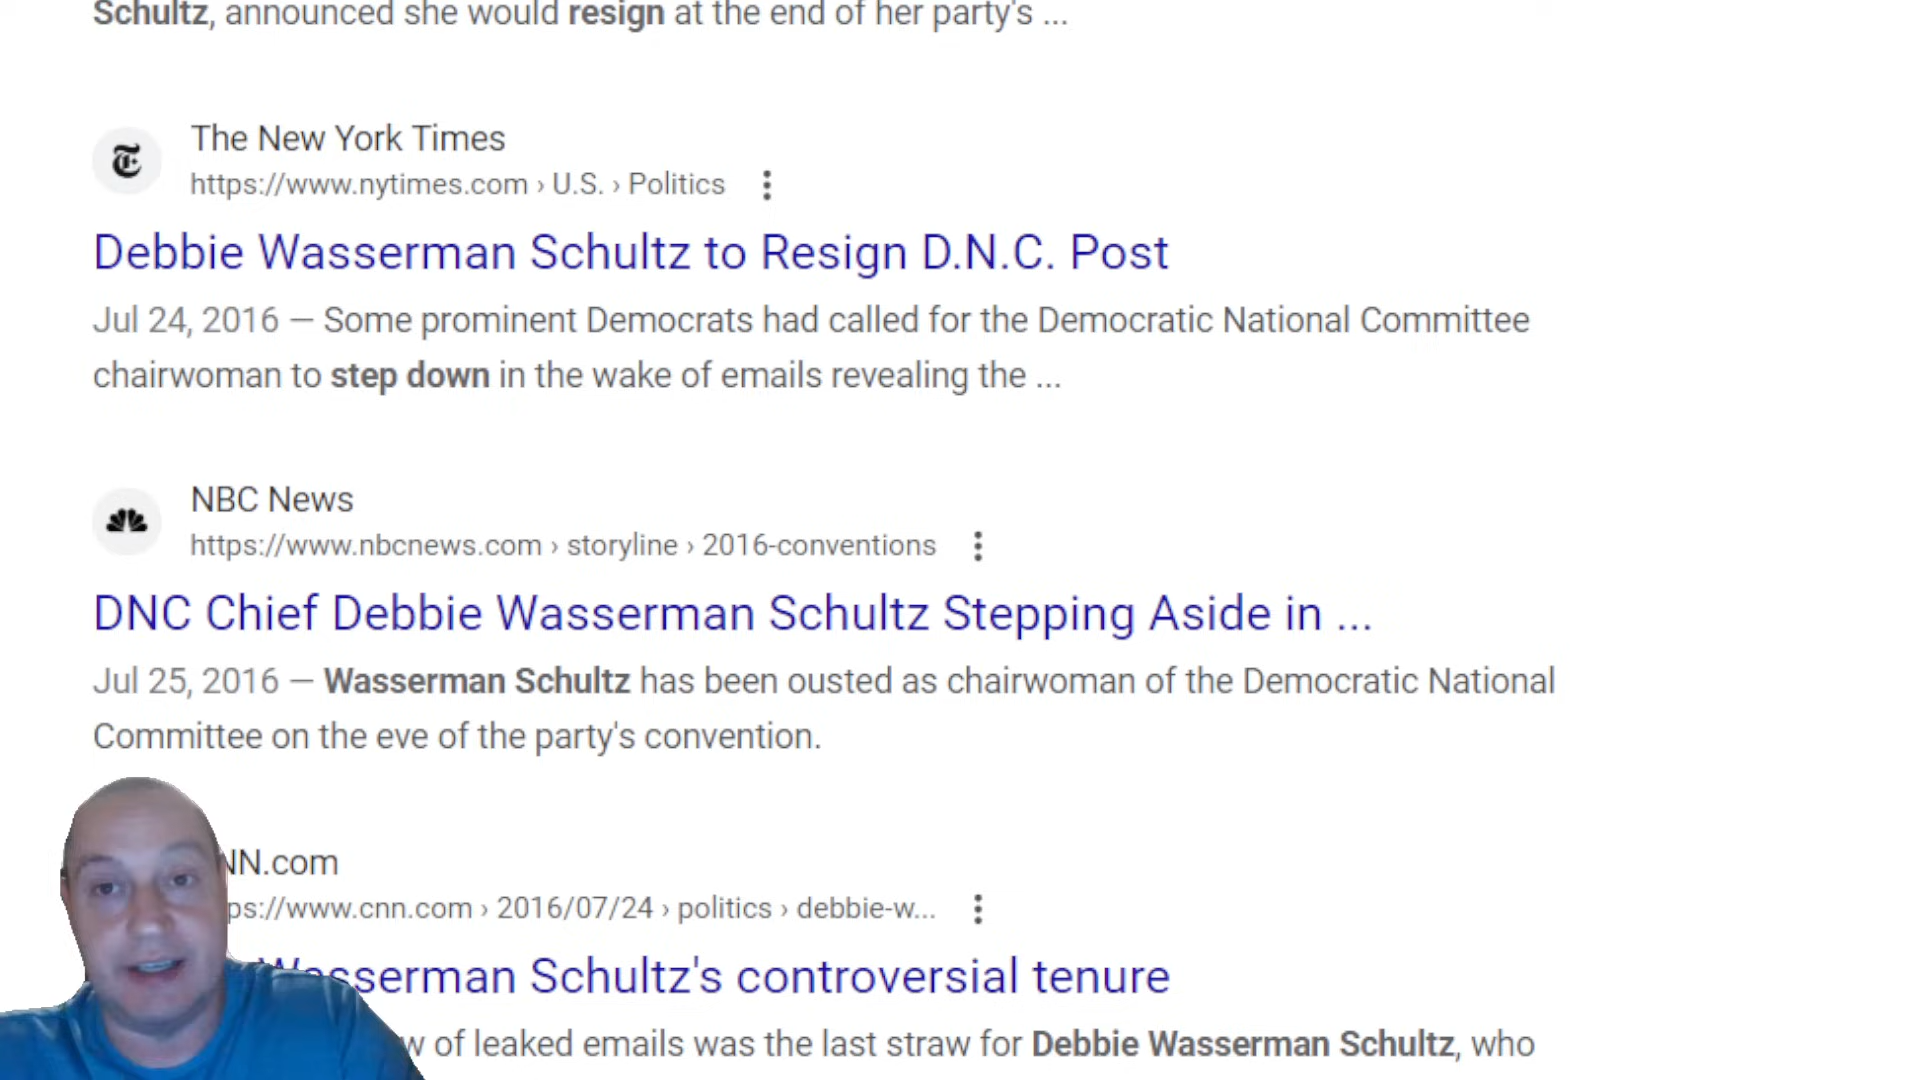 Schultz, announced she would resign at the end of her party's ...
The New York Times
https://www.nytimes.com › U.S. › Politics
Debbie Wasserman Schultz to Resign D.N.C. Post
Jul 24, 2016 — Some prominent Democrats had called for the Democratic National Committee
chairwoman to step down in the wake of emails revealing the ...
NBC News
https://www.nbcnews.com › storyline › 2016-conventions
DNC Chief Debbie Wasserman Schultz Stepping Aside in ...
Jul 25, 2016 — Wasserman Schultz has been ousted as chairwoman of the Democratic National
Committee on the eve of the party's convention.
NN.com
ps://www.cnn.com › 2016/07/24 › politics › debbie-w...
Wasserman Schultz's controversial tenure
w of leaked emails was the last straw for Debbie Wasserman Schultz, who